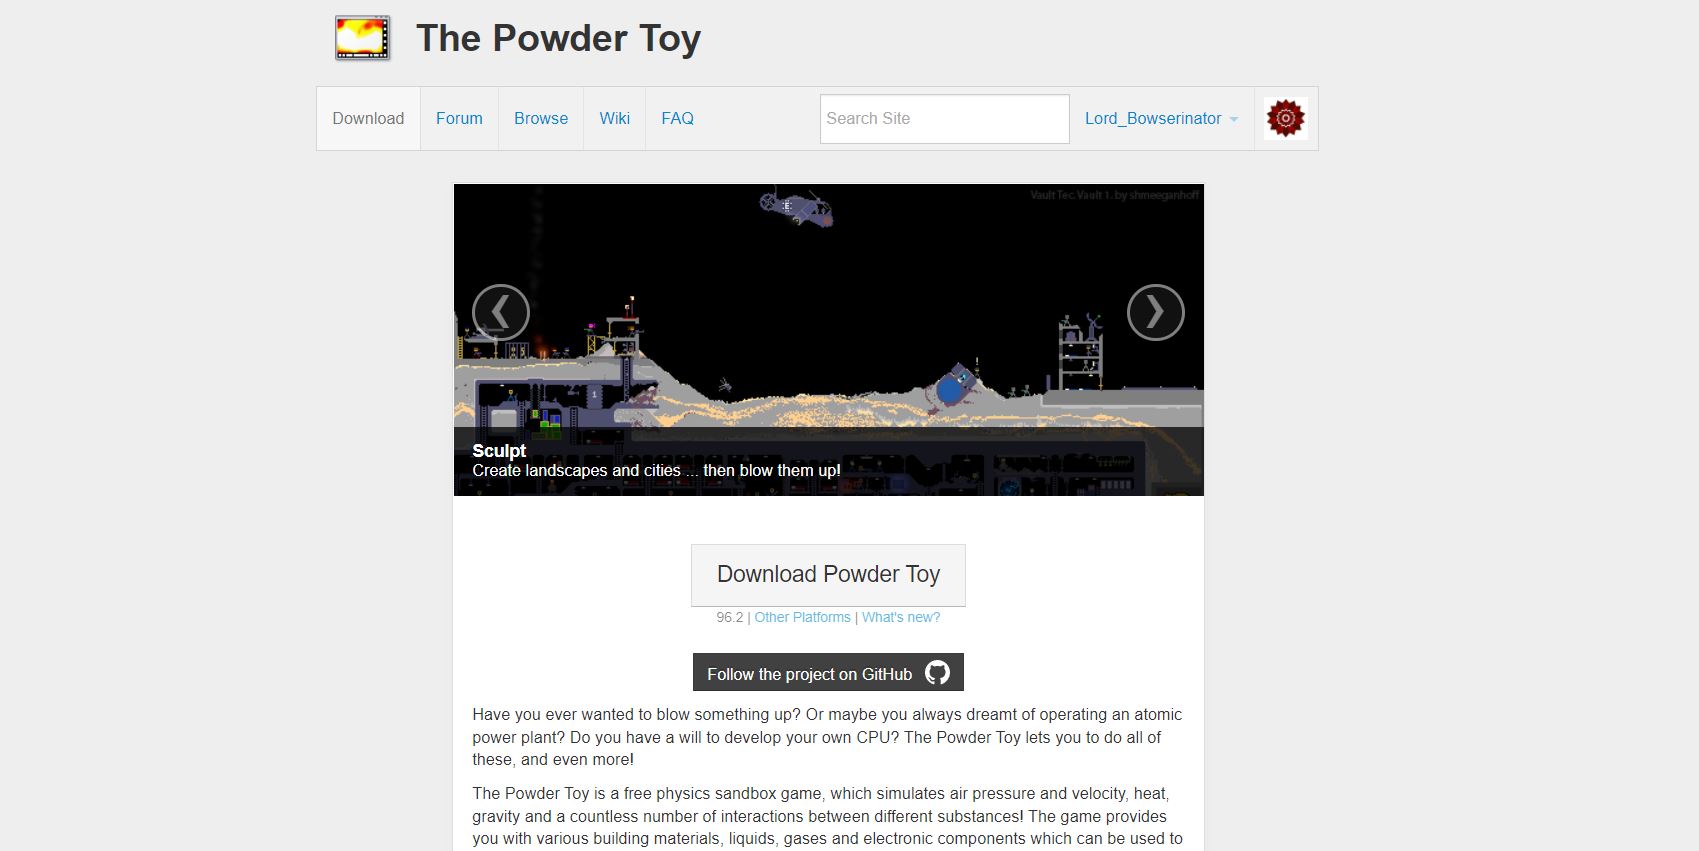 The Powder Toy
Download
Forum
Browse
Wiki
FAQ
Search Site
Lord_Bowserinator
Vault Tec Vault 1. by shmeeganhoff
1
Sculpt
Create landscapes and cities ... then blow them up!
Download Powder Toy
96.2 | Other Platforms | What's new?
Follow the project on GitHub
Have you ever wanted to blow something up? Or maybe you always dreamt of operating an atomic
power plant? Do you have a will to develop your own CPU? The Powder Toy lets you to do all of
these, and even more!
The Powder Toy is a free physics sandbox game, which simulates air pressure and velocity, heat,
gravity and a countless number of interactions between different substances! The game provides
you with various building materials, liquids, gases and electronic components which can be used to